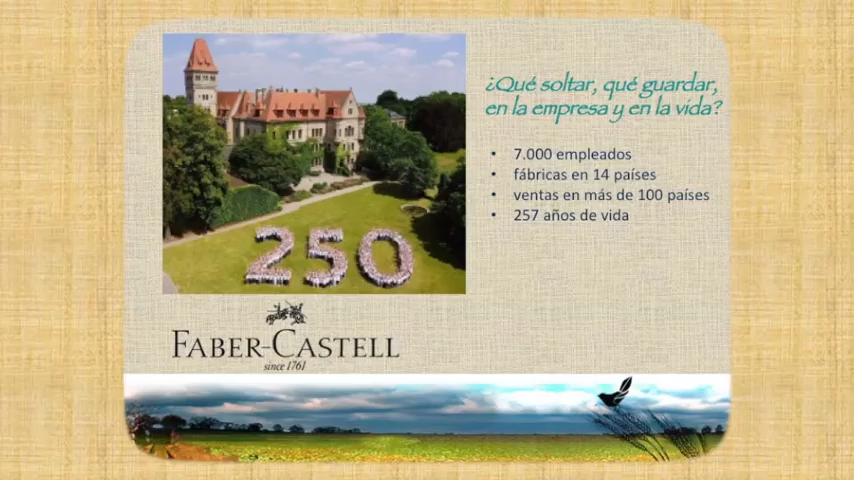 ¿Qué soltar, qué guardar,
en la empresa y en la vida?
• 7.000 empleados
• fábricas en 14 países
• ventas en más de 100 países
• 257 años de vida
250
FABER-CASTELL
since 1761